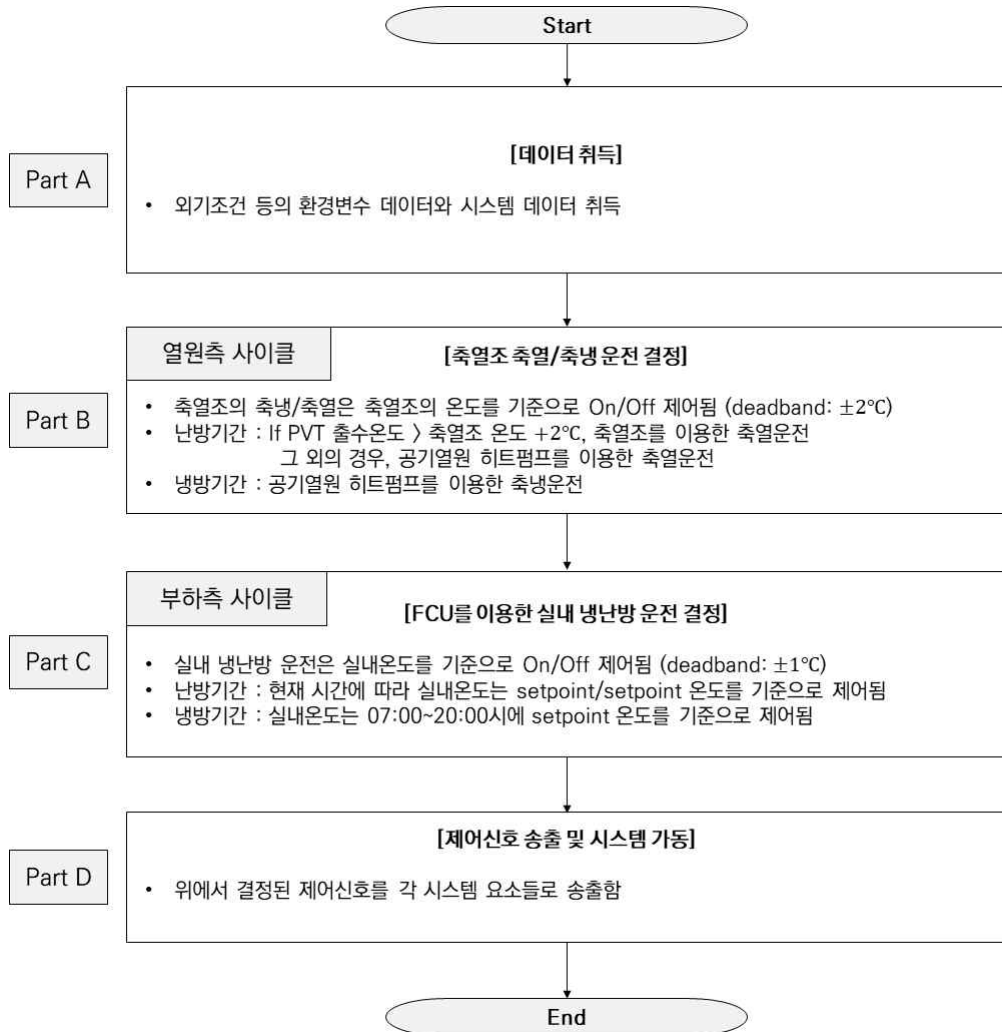 Start
Part A
[데이터 취득]
• 외기조건 등의 환경변수 데이터와 시스템 데이터 취득
Part B
열원측 사이클
[축열조 축열/축냉 운전 결정]
• 축열조의 축냉/축열은 축열조의 온도를 기준으로 On/Off 제어됨 (deadband: ±2℃)
• 난방기간 : If PVT 출수온도 > 축열조 온도 +2℃, 축열조를 이용한 축열운전
그 외의 경우, 공기열원 히트펌프를 이용한 축열운전
• 냉방기간 : 공기열원 히트펌프를 이용한 축냉운전
Part C
부하측 사이클
[FCU를 이용한 실내 냉난방 운전 결정]
• 실내 냉난방 운전은 실내온도를 기준으로 On/Off 제어됨 (deadband: ±1℃)
• 난방기간 : 현재 시간에 따라 실내온도는 setpoint/setpoint 온도를 기준으로 제어됨
• 냉방기간 : 실내온도는 07:00~20:00시에 setpoint 온도를 기준으로 제어됨
Part D
[제어신호 송출 및 시스템 가동]
• 위에서 결정된 제어신호를 각 시스템 요소들로 송출함
End